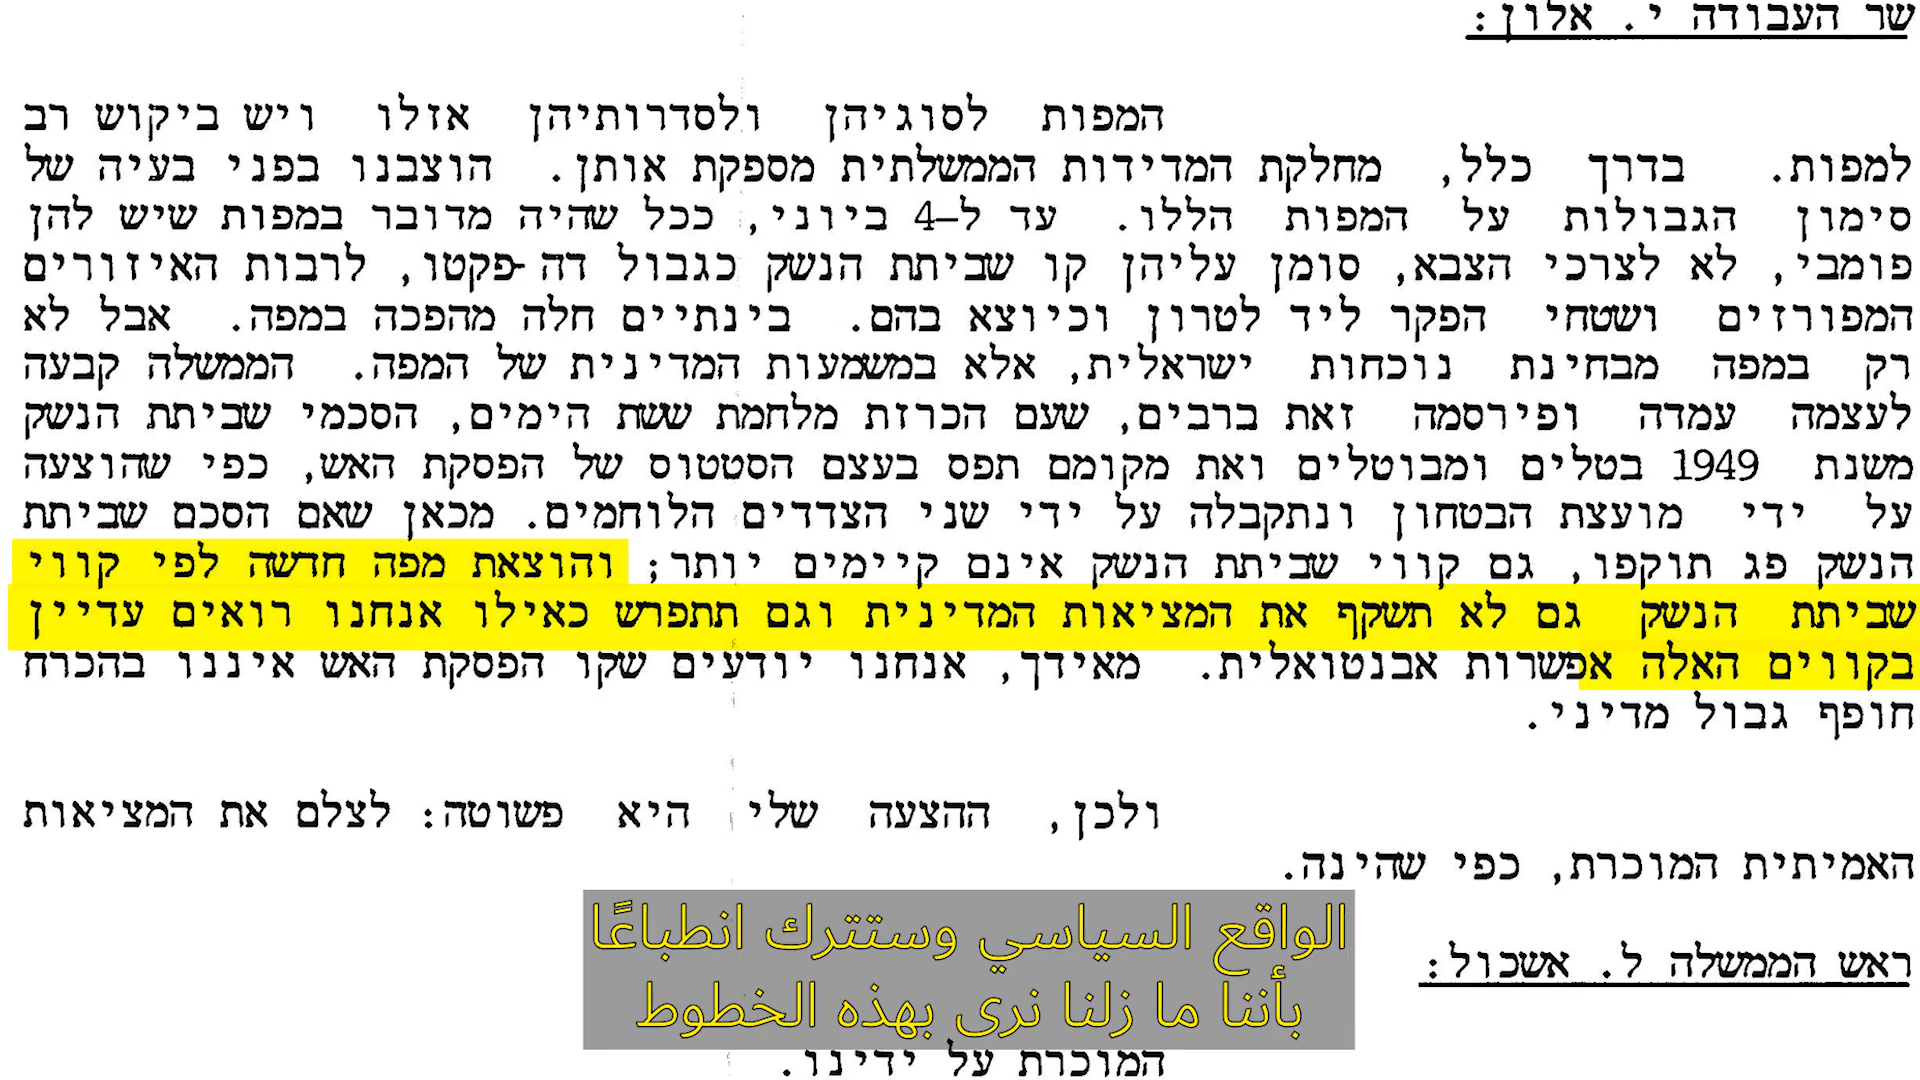 שר העבודה י. אלון:
המפות לסוגיהן ולסדרותיהן אזלו ויש ביקוש רב
למפות. בדרך כלל, מחלקת המדידות הממשלתית מספקת אותן. הוצבנו בפני בעיה של
סימון הגבולות על המפות הללו. עד ל-4 ביוני, ככל שהיה מדובר במפות שיש להן
פומבי, לא לצרכי הצבא, סומן עליהן קו שביתת הנשק כגבול דה-פקטו, לרבות האיזורים
המפורזים ושטחי הפקר ליד לטרון וכיוצא בהם. בינתיים חלה מהפכה במפה. אבל לא
רק במפה מבחינת נוכחות ישראלית, אלא במשמעות המדינית של המפה. הממשלה קבעה
לעצמה עמדה ופירסמה זאת ברבים, שעם הכרזת מלחמת ששת הימים, הסכמי שביתת הנשק
משנת 1949 בטלים ומבוטלים ואת מקומם תפס בעצם הסטטוס של הפסקת האש, כפי שהוצעה
על ידי מועצת הבטחון ונתקבלה על ידי שני הצדדים הלוחמים. מכאן שאם הסכם שביתת
הנשק פג תוקפו, גם קווי שביתת הנשק אינם קיימים יותר; והוצאת מפה חדשה לפי קווי
שביתת הנשק גם לא תשקף את המציאות המדינית וגם תתפרש כאילו אנחנו רואים עדיין
בקווים האלה אפשרות אבנטואלית. מאידך, אנחנו יודעים שקו הפסקת האש איננו בהכרח
חופף גבול מדיני.
ולכן, ההצעה שלי היא פשוטה: לצלם את המציאות
האמיתית המוכרת, כפי שהינה.
ראש הממשלה ל. אשכול:
الواقع السياسي وستترك انطباعًا
بأننا ما زلنا نرى بهذه الخطوط
המוכרת על ידינו.